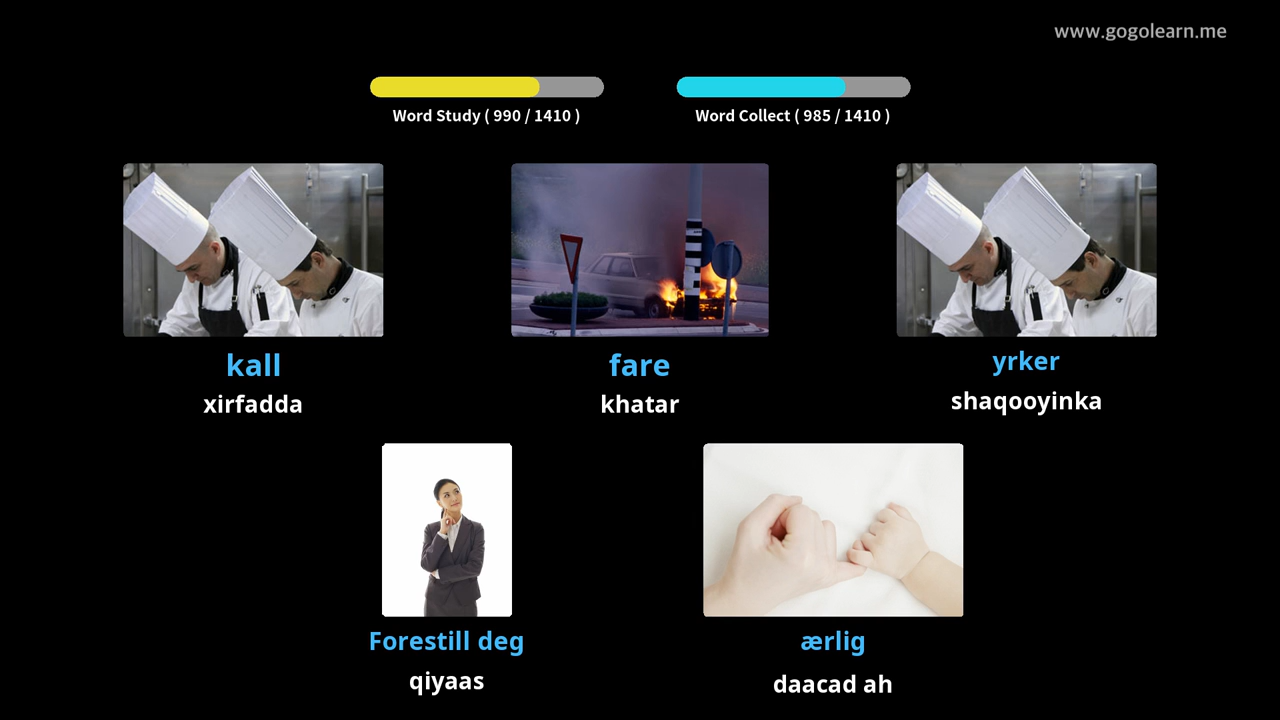 www.gogolearn.me
Word Study ( 990 / 1410 )
Word Collect ( 985 / 1410 )
kall
xirfadda
fare
khatar
yrker
shaqooyinka
Forestill deg
qiyaas
ærlig
daacad ah